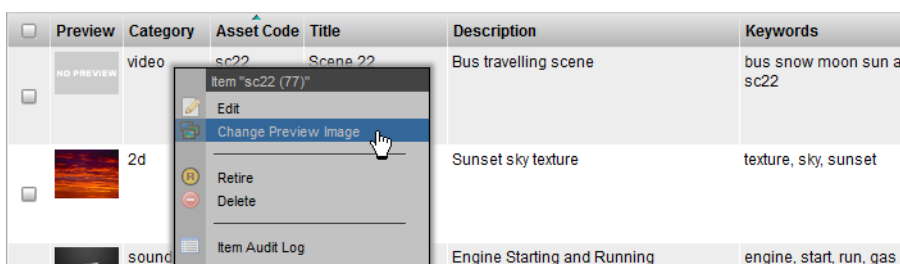 Preview Category Asset Code Title Description Keywords
NO PREVIEW video sc22 Scene 22 Bus travelling scene bus snow moon sun a
sc22
Item "sc22 (77)"
Edit
Change Preview Image
2d Sunset sky texture texture, sky, sunset
R Retire
Delete
Item Audit Log
sound Engine Starting and Running engine, start, run, gas